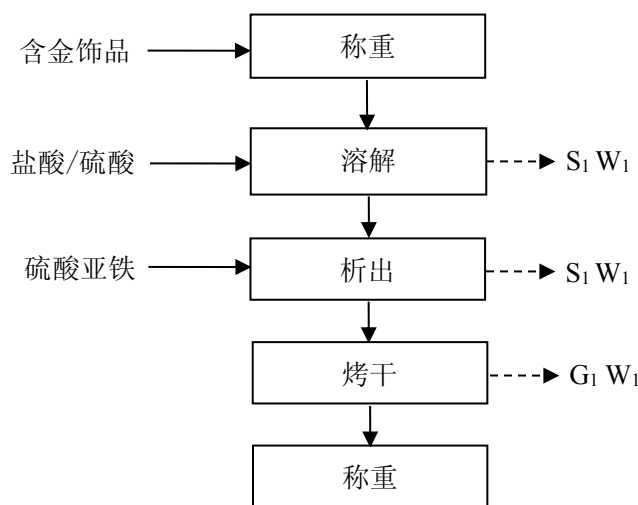 含金饰品
称重
盐酸/硫酸
溶解
S₁ W₁
硫酸亚铁
析出
S₁ W₁
烤干
G₁ W₁
称重